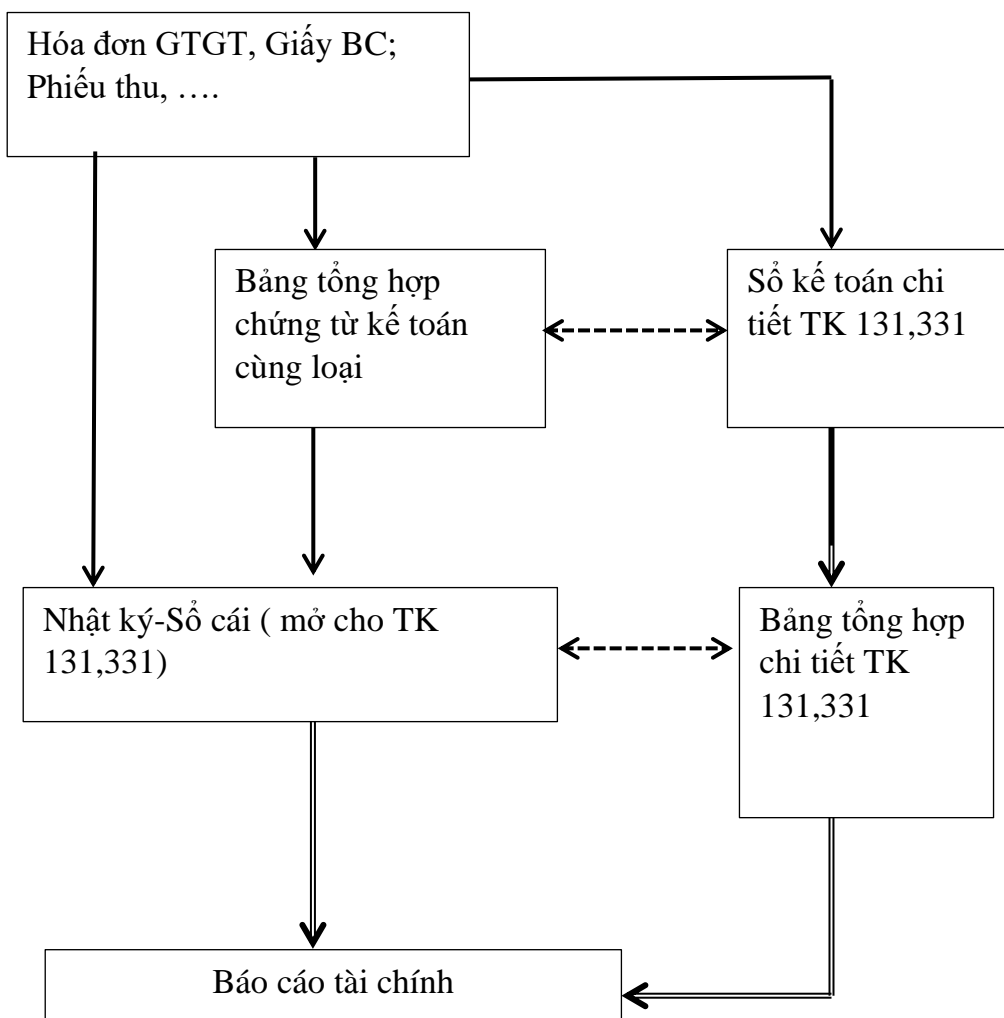 Hóa đơn GTGT, Giấy BC;
Phiếu thu, ….
Bảng tổng hợp
chứng từ kế toán
cùng loại
Sổ kế toán chi
tiết TK 131,331
Nhật ký-Sổ cái ( mở cho TK
131,331)
Bảng tổng hợp
chi tiết TK
131,331
Báo cáo tài chính